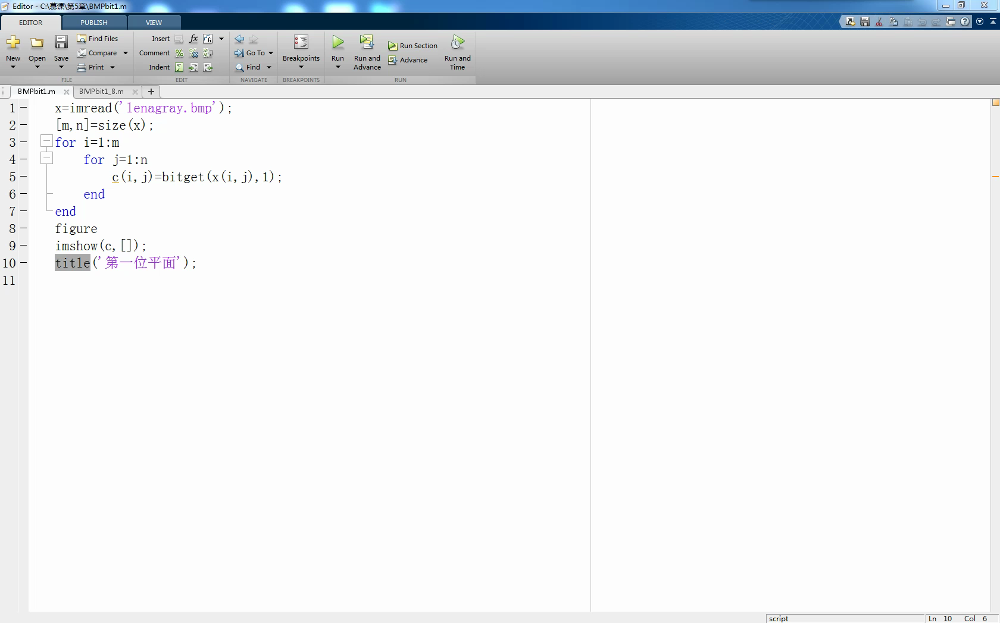 Editor - C:\慕课\第5章\BMPbit1.m
EDITOR PUBLISH VIEW
New Open Save Find Files Compare Print
FILE
Insert fx fi
Comment
Indent
EDIT
Go To
Find
NAVIGATE
Breakpoints
BREAKPOINTS
Run Run and Advance Run Section Advance Run and Time
RUN
BMPbit1.m BMPbit1_8.m +
1 x=imread('lenagray.bmp');
2 [m,n]=size(x);
3 for i=1:m
4 for j=1:n
5 c(i,j)=bitget(x(i,j),1);
6 end
7 end
8 figure
9 imshow(c,[]);
10 title('第一位平面');
11
script Ln 10 Col 6